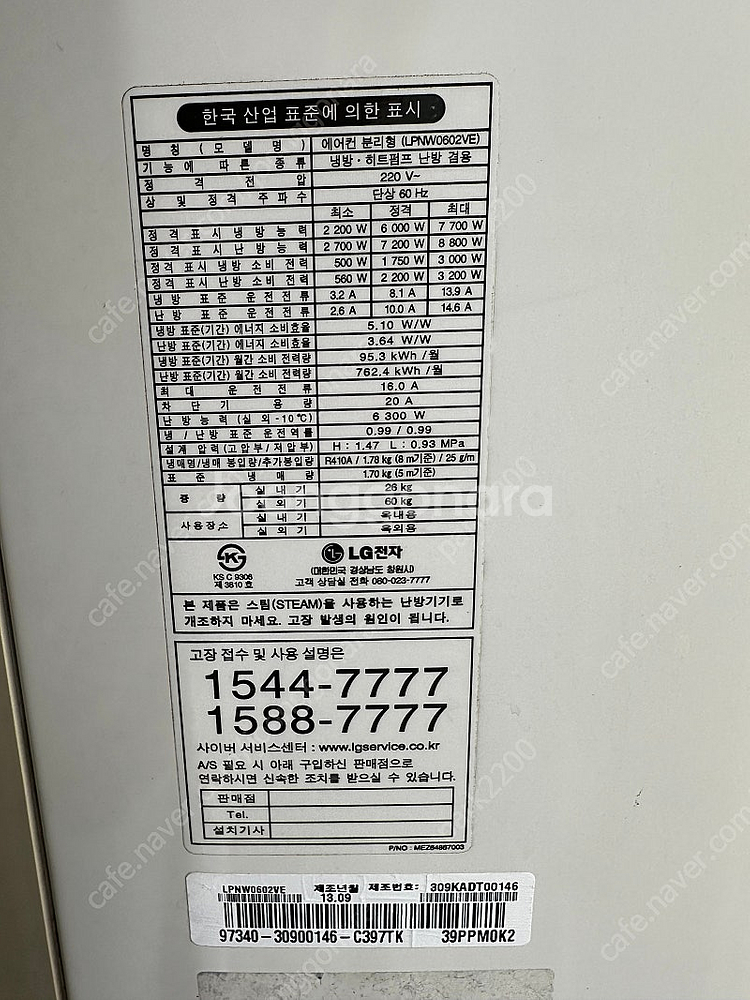 한국 산업 표준에 의한 표시
명칭 (모델명) 에어컨 분리형 (LPNW0602VE)
기능에 따른 종류 냉방·히트펌프 난방 겸용
정격전압 220 V~
상 및 정격 주파수 단상 60 Hz
최소 정격 최대
정격 표시 냉방 능력 2 200 W 6 000 W 7 700 W
정격 표시 난방 능력 2 700 W 7 200 W 8 800 W
정격 표시 냉방 소비 전력 500 W 1 750 W 3 000 W
정격 표시 난방 소비 전력 560 W 2 200 W 3 200 W
냉방 표준 운전전류 3.2 A 8.1 A 13.9 A
난방 표준 운전전류 2.6 A 10.0 A 14.6 A
냉방 표준(기간) 에너지 소비효율 5.10 W/W
난방 표준(기간) 에너지 소비효율 3.64 W/W
냉방 표준(기간) 월간 소비 전력량 95.3 kWh /월
난방 표준(기간) 월간 소비 전력량 762.4 kWh /월
최대 운전전류 16.0 A
차단기 용량 20 A
난방능력 (실외 -10℃) 6 300 W
냉/난방 표준 운전역률 0.99 / 0.99
설계 압력 (고압부/저압부) H : 1.47 L : 0.93 MPa
냉매명/냉매 봉입량/추가봉입량 R410A / 1.78 kg (8 m기준) / 25 g/m
표준 냉매량 1.70 kg (5 m기준)
중량 실내기 26 kg
실외기 60 kg
사용장소 실내기 옥내용
실외기 옥외용
KS C 9306
제 3810 호
LG전자
(대한민국 경상남도 창원시)
고객 상담실 전화 080-023-7777
본 제품은 스팀(STEAM)을 사용하는 난방기기로
개조하지 마세요. 고장 발생의 원인이 됩니다.
고장 접수 및 사용 설명은
1544-7777
1588-7777
사이버 서비스센터 : www.lgservice.co.kr
A/S 필요 시 아래 구입하신 판매점으로
연락하시면 신속한 조치를 받으실 수 있습니다.
판매점
Tel.
설치기사
P/NO : MEZ64867003
LPNW0602VE 제조년월 제조번호: 309KADT00146
13.09
97340-30900146-C397TK 39PPM0K2
joonggonara
cafe.naver.com